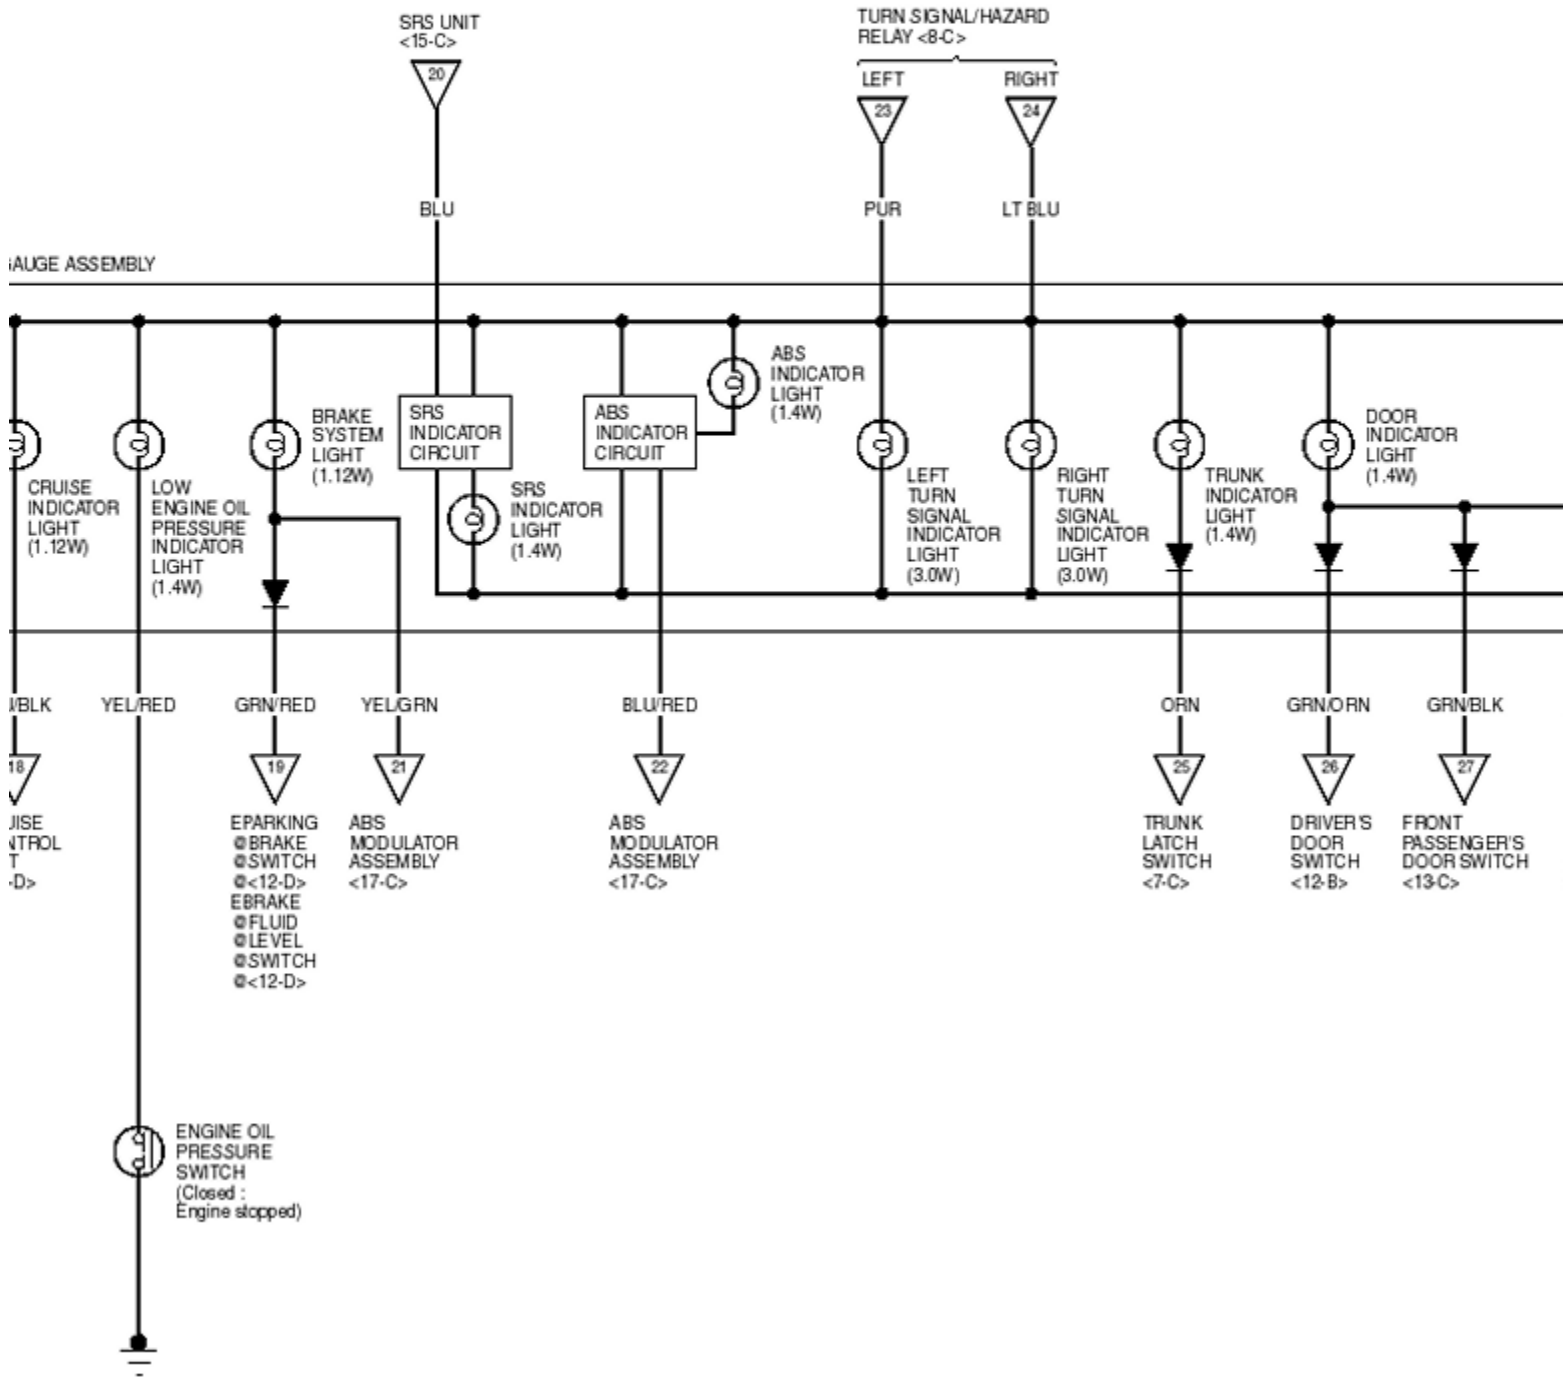 SRS UNIT
<15-C>
20
TURN SIGNAL/HAZARD
RELAY <8-C>
LEFT
RIGHT
23
24
BLU
PUR
LT BLU
GAUGE ASSEMBLY
CRUISE
INDICATOR
LIGHT
(1.12W)
LOW
ENGINE OIL
PRESSURE
INDICATOR
LIGHT
(1.4W)
BRAKE
SYSTEM
LIGHT
(1.12W)
SRS
INDICATOR
CIRCUIT
SRS
INDICATOR
LIGHT
(1.4W)
ABS
INDICATOR
CIRCUIT
ABS
INDICATOR
LIGHT
(1.4W)
LEFT
TURN
SIGNAL
INDICATOR
LIGHT
(3.0W)
RIGHT
TURN
SIGNAL
INDICATOR
LIGHT
(3.0W)
TRUNK
INDICATOR
LIGHT
(1.4W)
DOOR
INDICATOR
LIGHT
(1.4W)
/BLK
YEL/RED
GRN/RED
YEL/GRN
BLU/RED
ORN
GRN/ORN
GRN/BLK
18
19
21
22
25
26
27
UISE
NTROL
T
-D>
EPARKING
@BRAKE
@SWITCH
@<12-D>
EBRAKE
@FLUID
@LEVEL
@SWITCH
@<12-D>
ABS
MODULATOR
ASSEMBLY
<17-C>
ABS
MODULATOR
ASSEMBLY
<17-C>
TRUNK
LATCH
SWITCH
<7-C>
DRIVER'S
DOOR
SWITCH
<12-B>
FRONT
PASSENGER'S
DOOR SWITCH
<13-C>
ENGINE OIL
PRESSURE
SWITCH
(Closed :
Engine stopped)